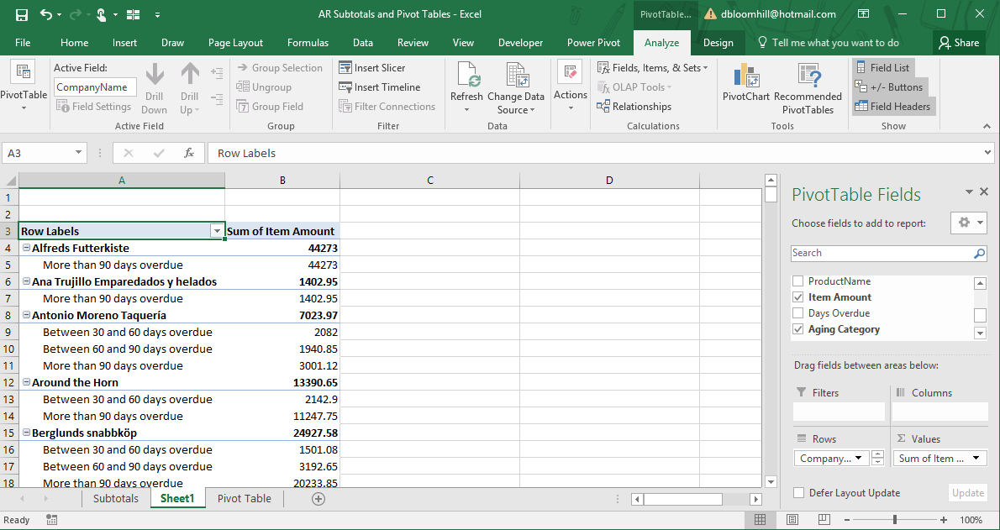 AR Subtotals and Pivot Tables - Excel
PivotTable...
dbloomhill@hotmail.com
File Home Insert Draw Page Layout Formulas Data Review View Developer Power Pivot Analyze Design Tell me what you want to do Share
PivotTable
Active Field:
CompanyName
Field Settings
Drill Down
Drill Up
Active Field
Group Selection
Ungroup
Group Field
Group
Insert Slicer
Insert Timeline
Filter Connections
Filter
Refresh
Change Data Source
Data
Actions
Fields, Items, & Sets
OLAP Tools
Relationships
Calculations
PivotChart
Recommended PivotTables
Tools
Field List
+/- Buttons
Field Headers
Show
A3 fx Row Labels
A B C D
1
2
3 Row Labels Sum of Item Amount
4 Alfreds Futterkiste 44273
5 More than 90 days overdue 44273
6 Ana Trujillo Emparedados y helados 1402.95
7 More than 90 days overdue 1402.95
8 Antonio Moreno Taquería 7023.97
9 Between 30 and 60 days overdue 2082
10 Between 60 and 90 days overdue 1940.85
11 More than 90 days overdue 3001.12
12 Around the Horn 13390.65
13 Between 30 and 60 days overdue 2142.9
14 More than 90 days overdue 11247.75
15 Berglunds snabbköp 24927.58
16 Between 30 and 60 days overdue 1501.08
17 Between 60 and 90 days overdue 3192.65
18 More than 90 days overdue 20233.85
PivotTable Fields
Choose fields to add to report:
Search
ProductName
Item Amount
Days Overdue
Aging Category
Drag fields between areas below:
Filters Columns
Rows Σ Values
Company... Sum of Item ...
Defer Layout Update Update
Subtotals Sheet1 Pivot Table
Ready 100%